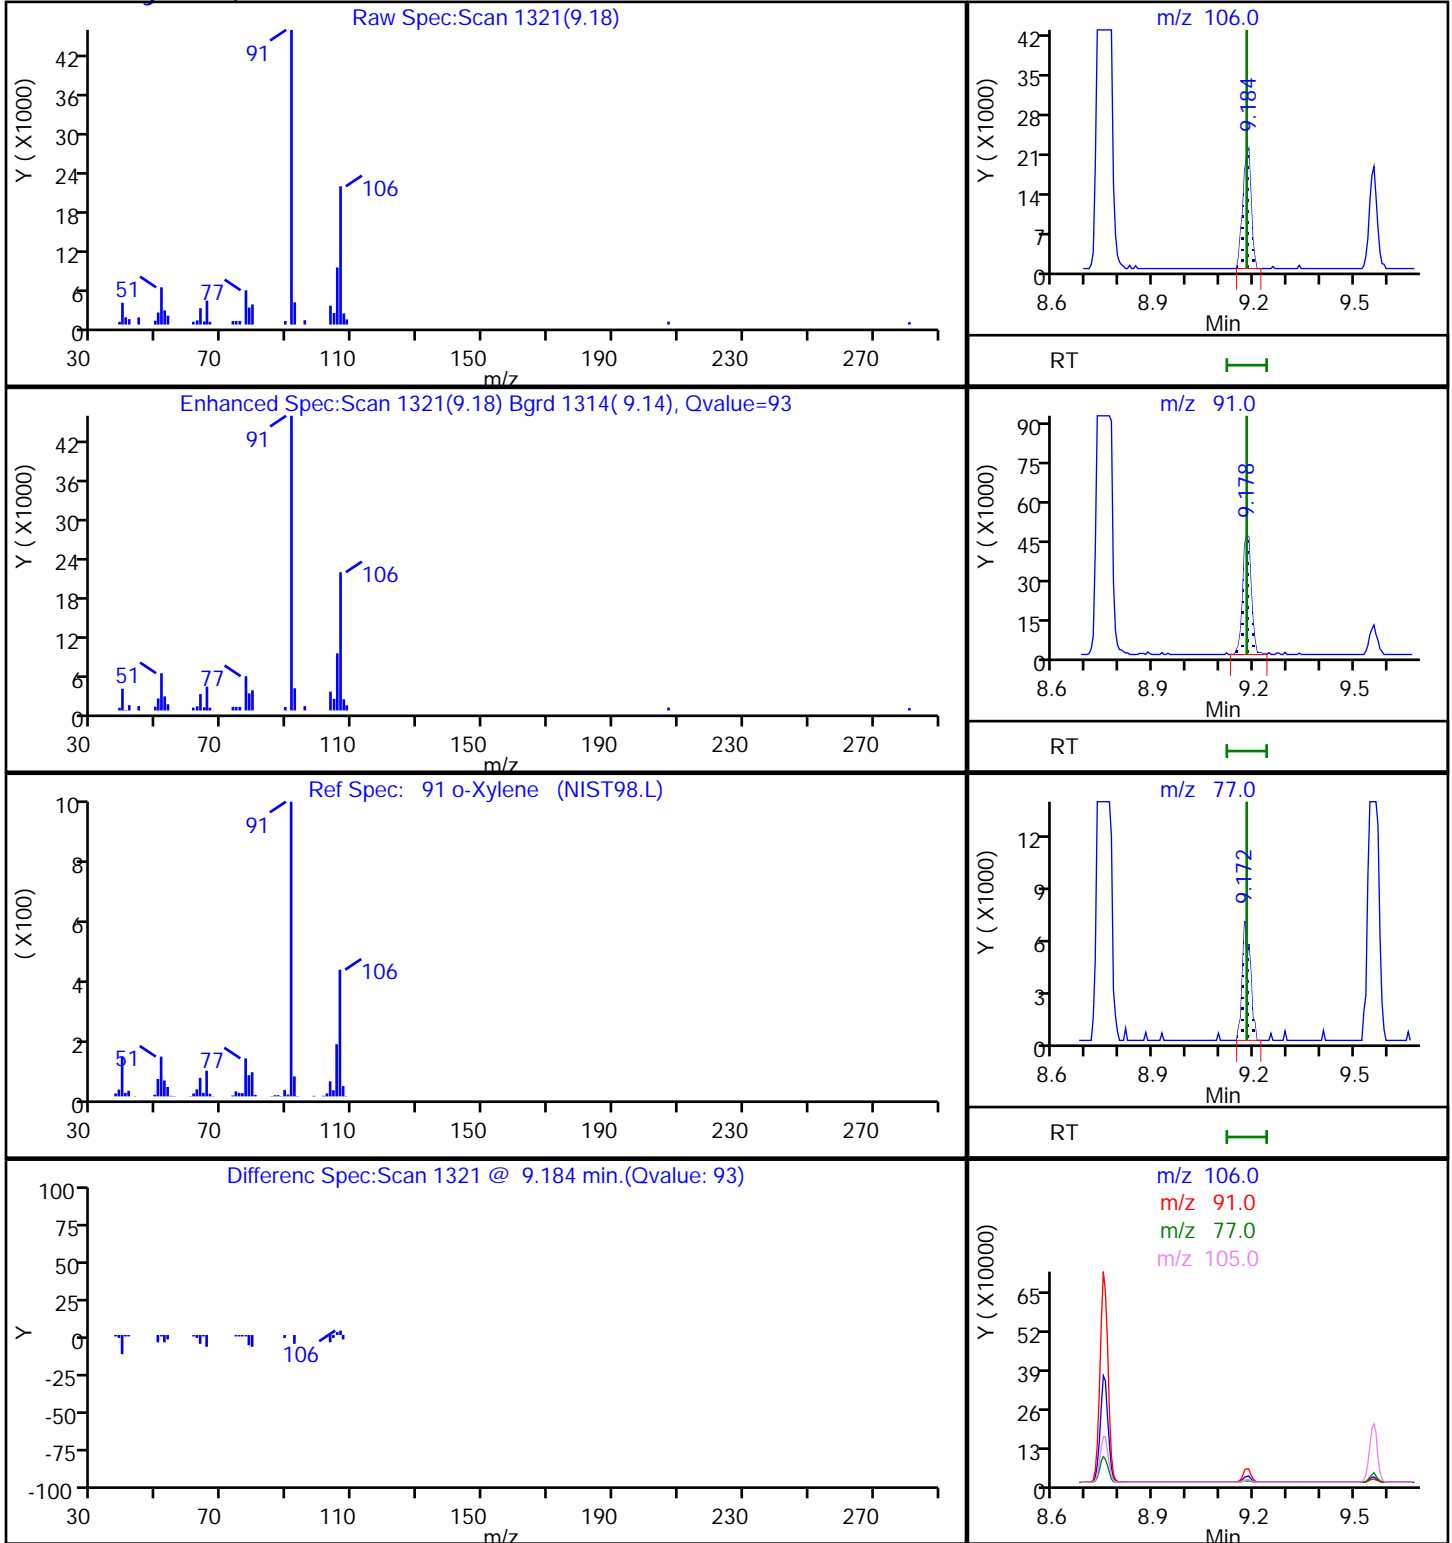 Raw Spec:Scan 1321(9.18)
Y ( X1000)
42
36
30
24
18
12
6
0
91
106
51
77
30 70 110 150 190 230 270
m/z
m/z 106.0
Y ( X1000)
42
35
28
21
14
7
0
9.184
8.6 8.9 9.2 9.5
Min
RT
Enhanced Spec:Scan 1321(9.18) Bgrd 1314( 9.14), Qvalue=93
Y ( X1000)
42
36
30
24
18
12
6
0
91
106
51
77
30 70 110 150 190 230 270
m/z
m/z 91.0
Y ( X1000)
90
75
60
45
30
15
0
9.178
8.6 8.9 9.2 9.5
Min
RT
Ref Spec: 91 o-Xylene (NIST98.L)
( X100)
10
8
6
4
2
0
91
106
51
77
30 70 110 150 190 230 270
m/z 77.0
Y ( X1000)
12
9
6
3
0
9.172
8.6 8.9 9.2 9.5
Min
RT
Differenc Spec:Scan 1321 @ 9.184 min.(Qvalue: 93)
Y
100
75
50
25
0
-25
-50
-75
-100
106
30 70 110 150 190 230 270
m/z
m/z 106.0
m/z 91.0
m/z 77.0
m/z 105.0
Y ( X10000)
65
52
39
26
13
0
8.6 8.9 9.2 9.5
Min